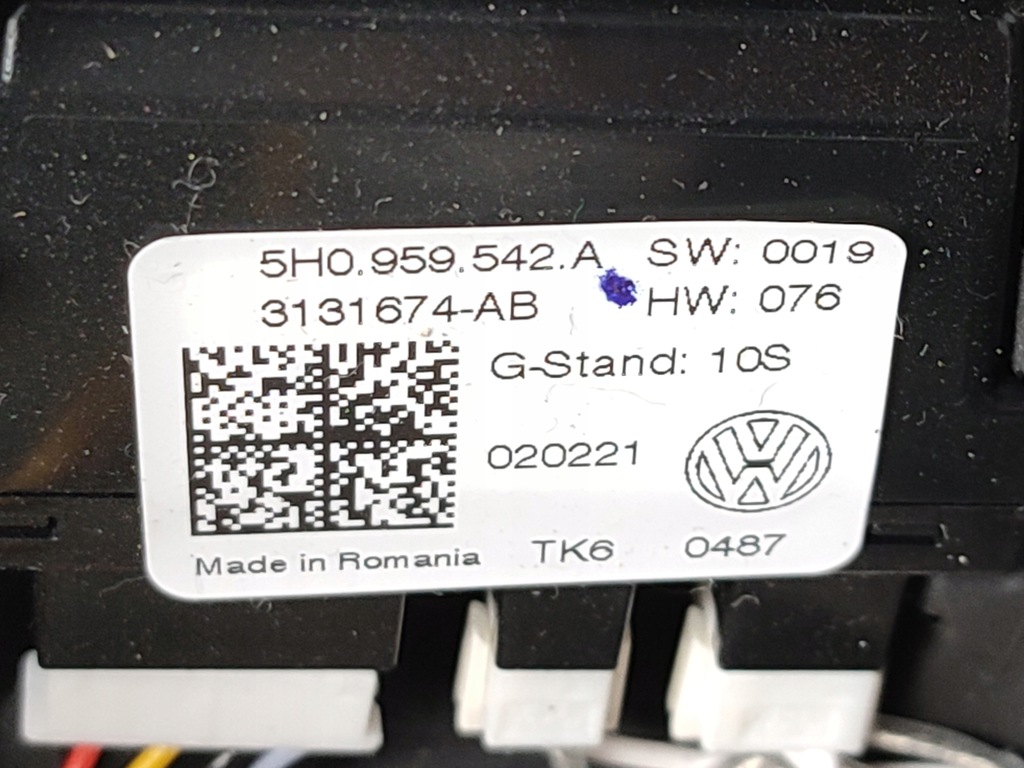 5H0.959.542.A SW: 0019
3131674-AB HW: 076
G-Stand: 10S
020221
Made in Romania TK6 0487